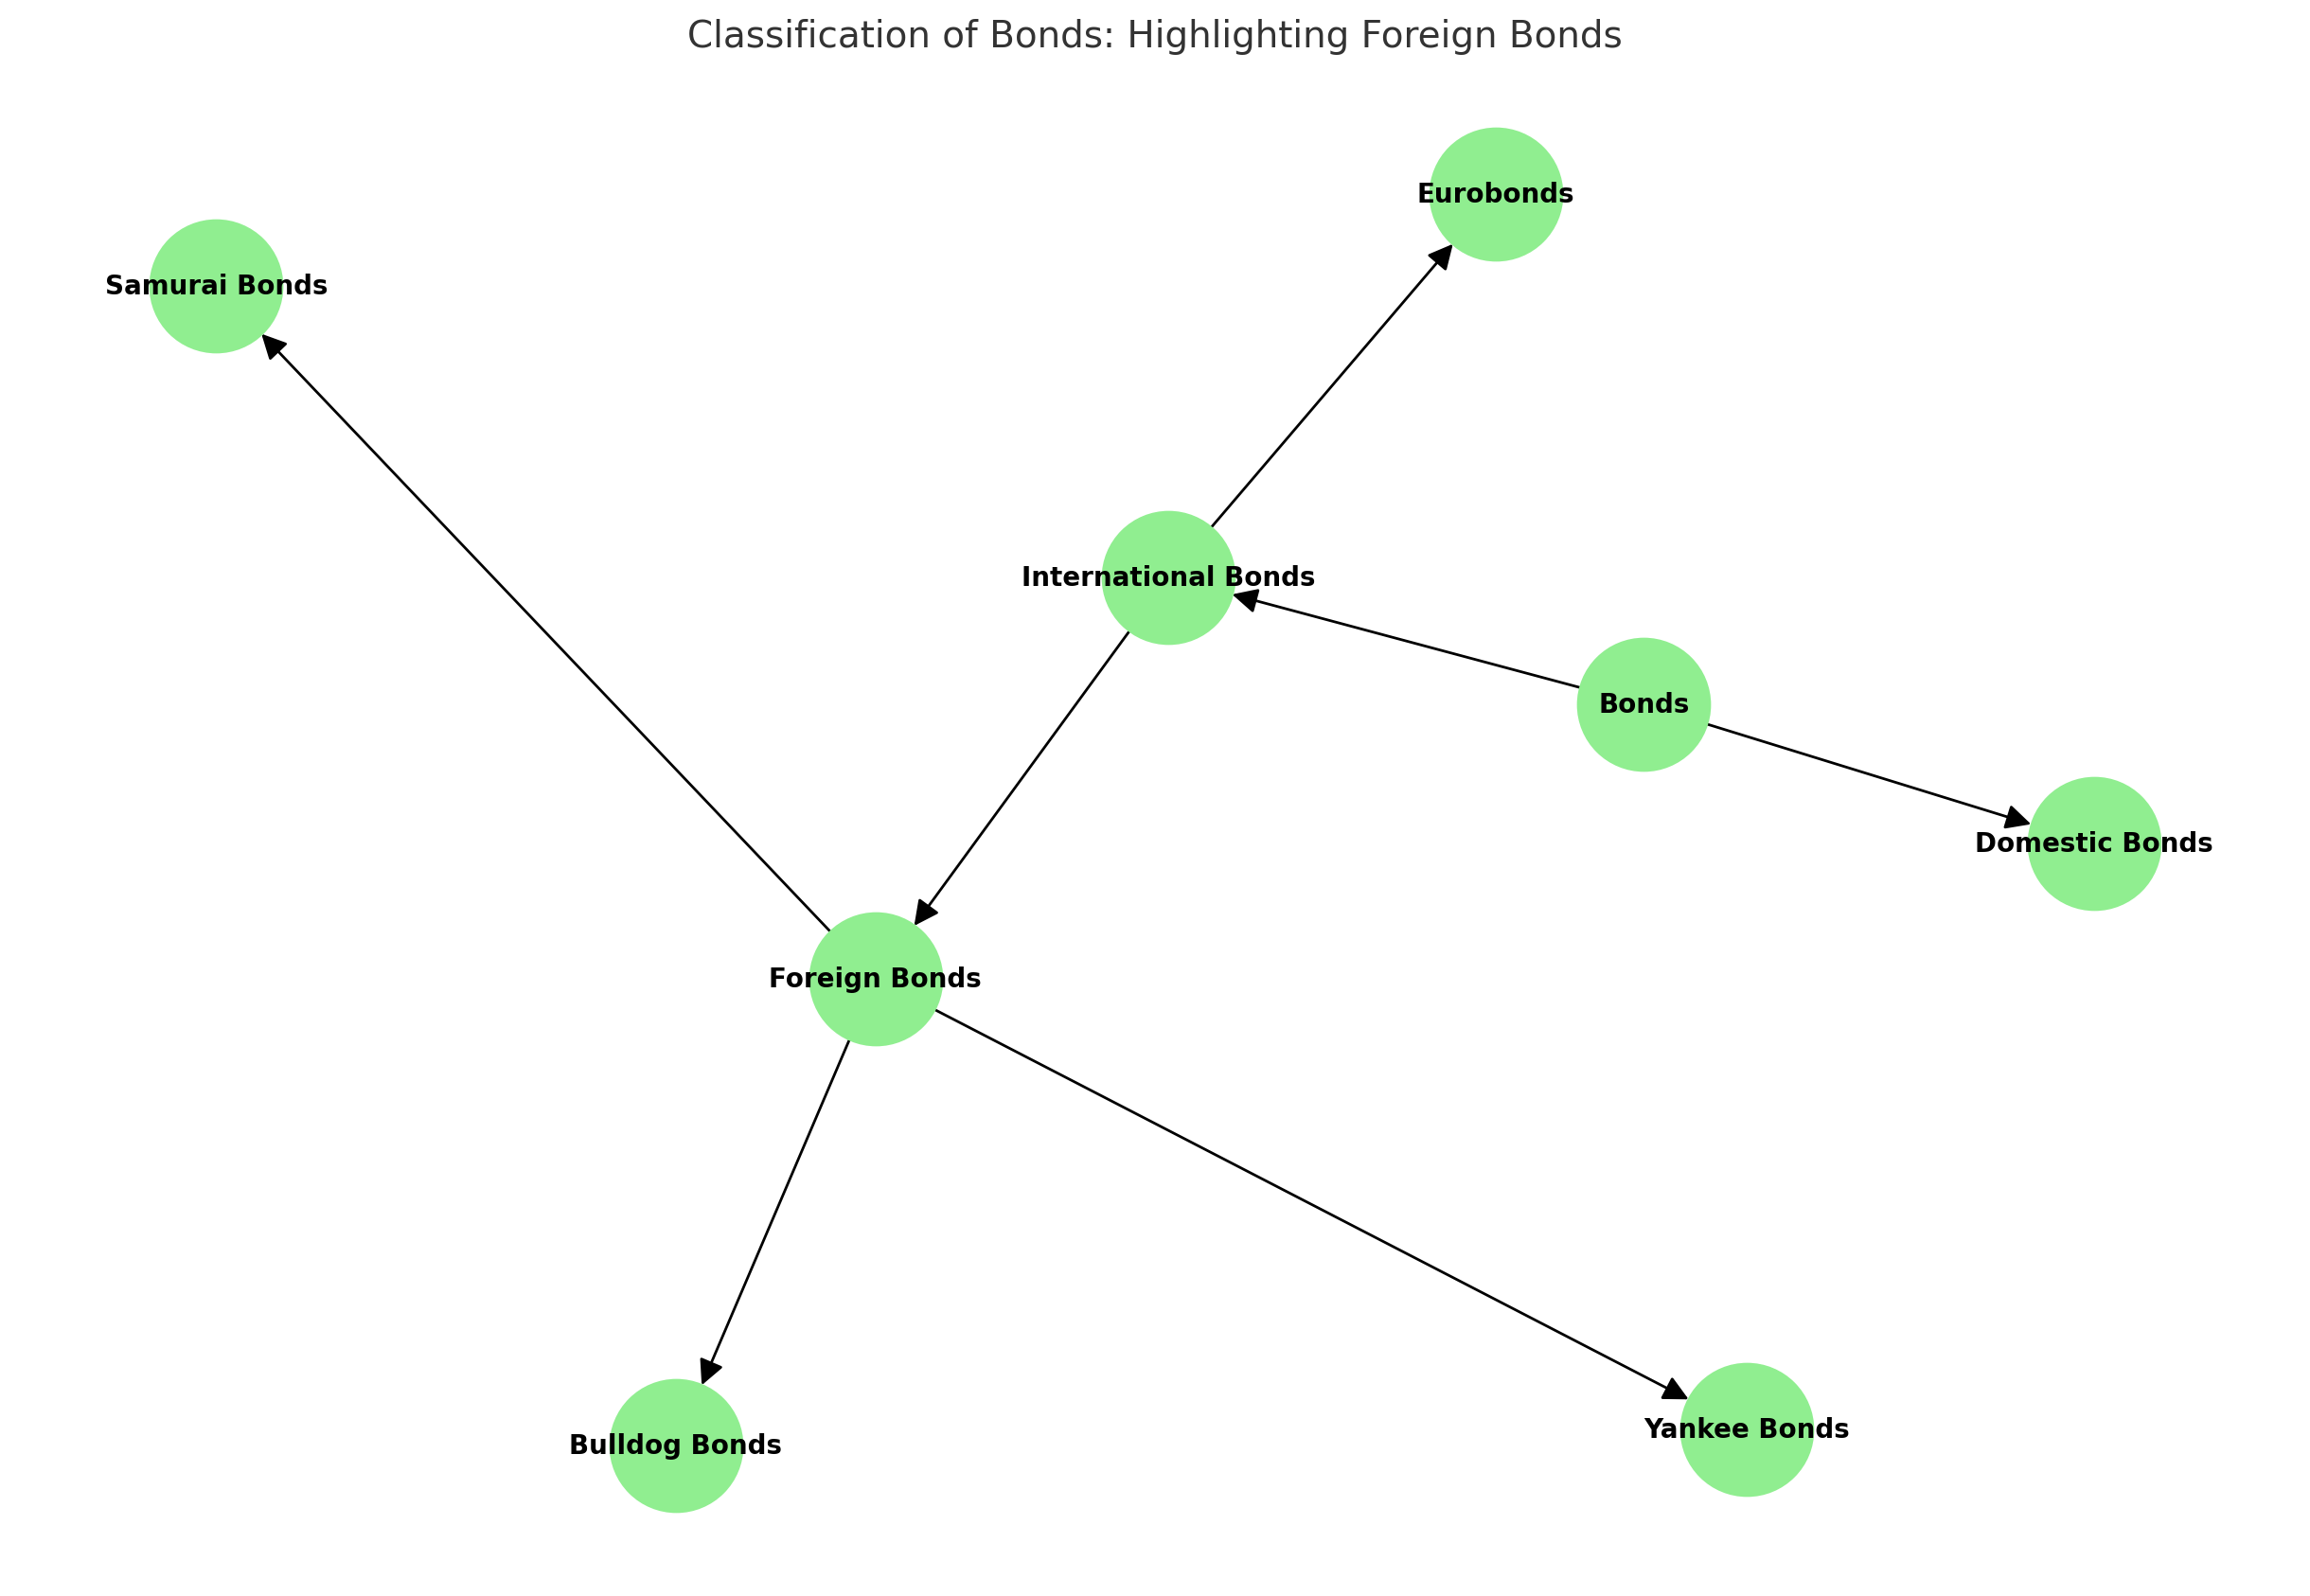 Classification of Bonds: Highlighting Foreign Bonds
Eurobonds
Samurai Bonds
International Bonds
Bonds
Domestic Bonds
Foreign Bonds
Yankee Bonds
Bulldog Bonds